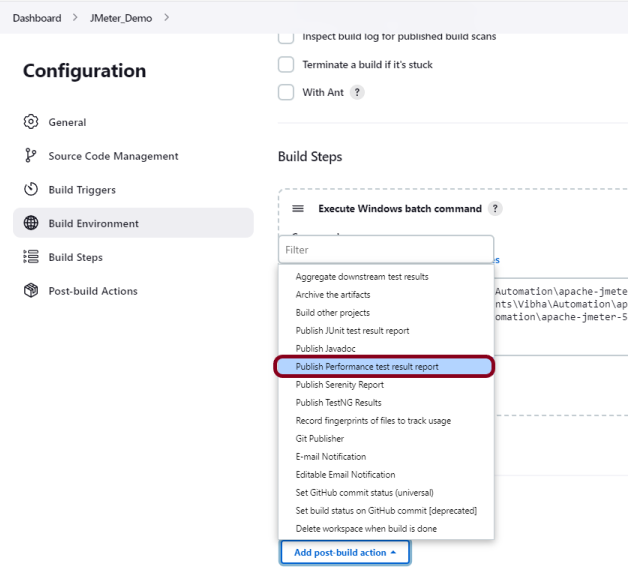 Dashboard > JMeter_Demo >
Configuration
General
Source Code Management
Build Triggers
Build Environment
Build Steps
Post-build Actions
Inspect build log for published build scans
Terminate a build if it's stuck
With Ant ?
Build Steps
Execute Windows batch command ?
Filter
Aggregate downstream test results
Archive the artifacts
Build other projects
Publish JUnit test result report
Publish Javadoc
Publish Performance test result report
Publish Serenity Report
Publish TestNG Results
Record fingerprints of files to track usage
Git Publisher
E-mail Notification
Editable Email Notification
Set GitHub commit status (universal)
Set build status on GitHub commit [deprecated]
Delete workspace when build is done
es
Automation\apache-jmete
nts\Vibha\Automation\ap
omation\apache-jmeter-5
Add post-build action